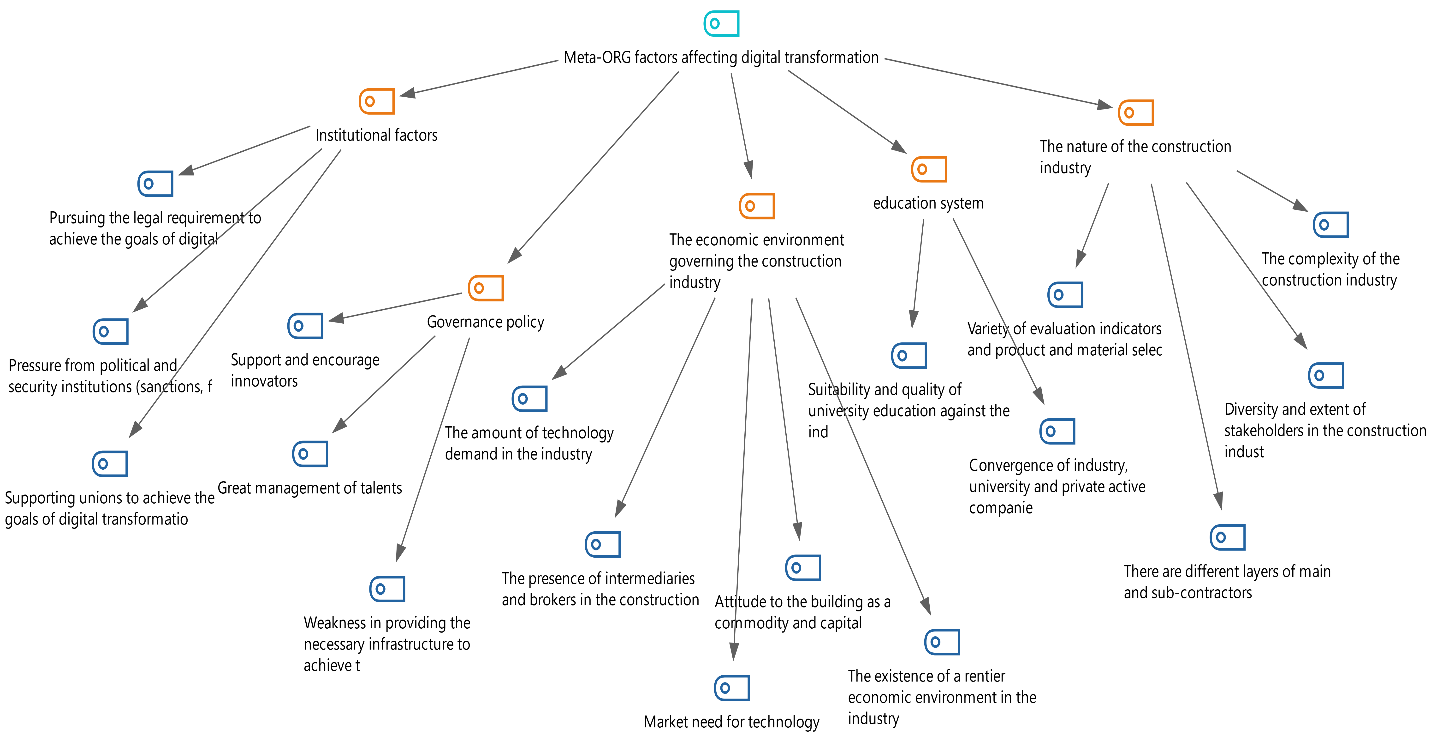 Meta-ORG factors affecting digital transformation
Institutional factors
Pursuing the legal requirement to
achieve the goals of digital
Pressure from political and
security institutions (sanctions, f
Supporting unions to achieve the
goals of digital transformatio
Governance policy
Support and encourage
innovators
Great management of talents
Weakness in providing the
necessary infrastructure to
achieve t
The economic environment
governing the construction
industry
The amount of technology
demand in the industry
The presence of intermediaries
and brokers in the construction
Market need for technology
Attitude to the building as a
commodity and capital
The existence of a rentier
economic environment in the
industry
education system
Suitability and quality of
university education against the
ind
Convergence of industry,
university and private active
companie
The nature of the construction
industry
Variety of evaluation indicators
and product and material selec
There are different layers of main
and sub-contractors
Diversity and extent of
stakeholders in the construction
indust
The complexity of the
construction industry